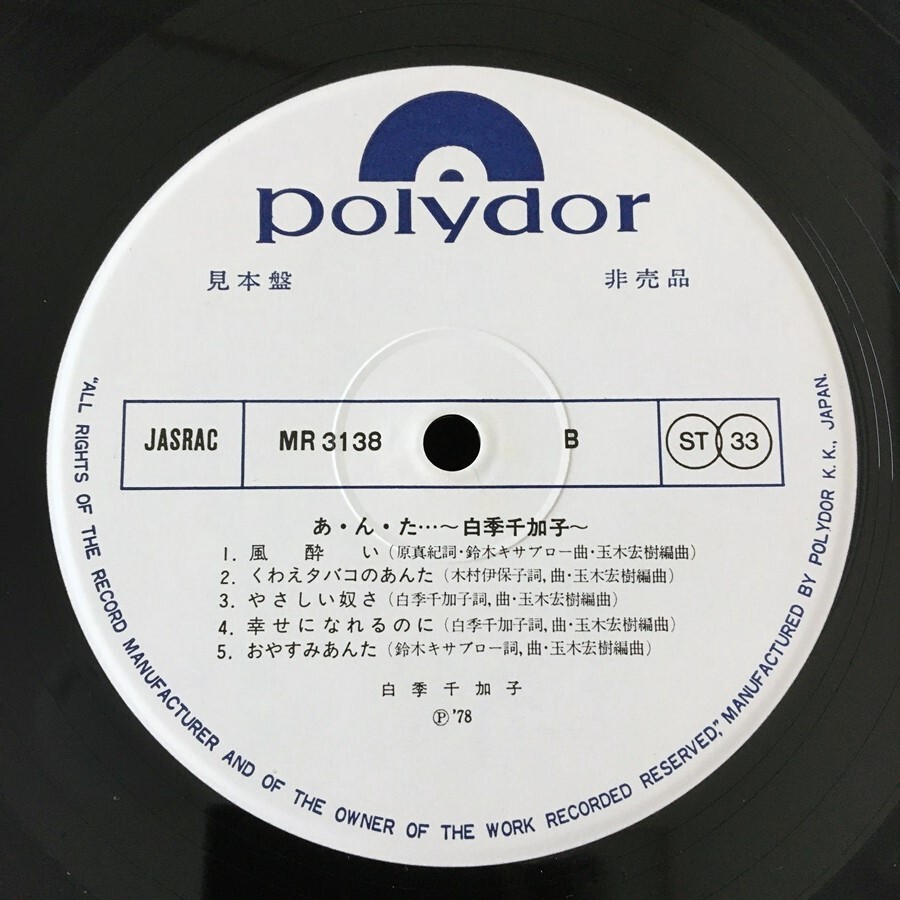 polydor
見本盤 非売品
JASRAC MR 3138 B ST 33
あ・ん・た…〜白季千加子〜
1. 風酔い（原真紀詞・鈴木キサブロー曲・玉木宏樹編曲）
2. くわえタバコのあんた（木村伊保子詞,曲・玉木宏樹編曲）
3. やさしい奴さ（白季千加子詞,曲・玉木宏樹編曲）
4. 幸せになれるのに（白季千加子詞,曲・玉木宏樹編曲）
5. おやすみあんた（鈴木キサブロー詞,曲・玉木宏樹編曲）
白季千加子
Ⓟ '78
"ALL RIGHTS OF THE RECORD MANUFACTURER AND OF THE OWNER OF THE WORK RECORDED RESERVED," MANUFACTURED BY POLYDOR K. K., JAPAN.